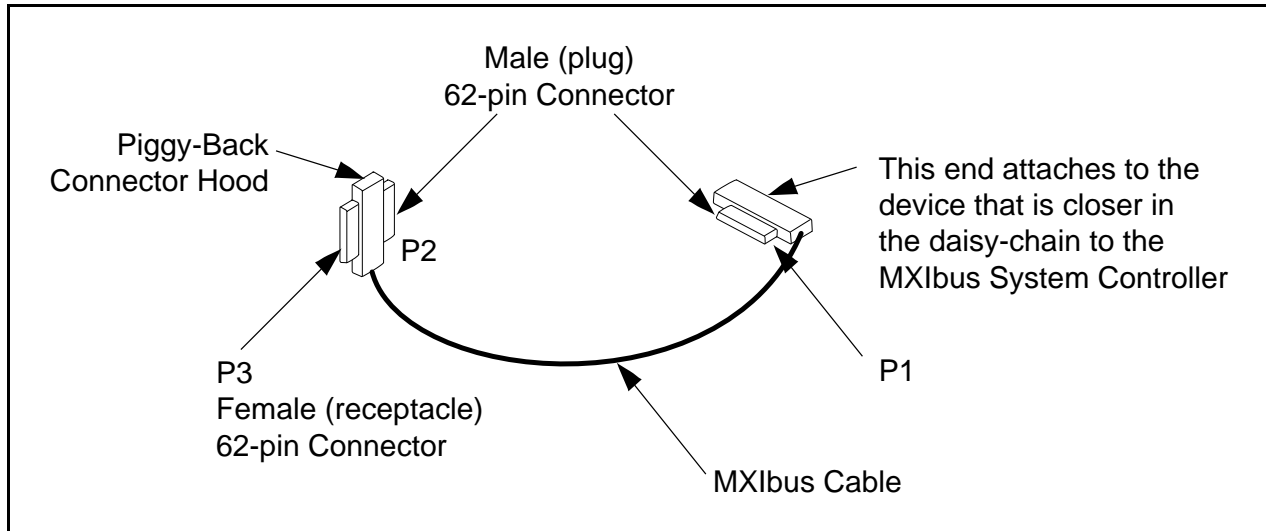 Male (plug)
62-pin Connector
Piggy-Back
Connector Hood
This end attaches to the
device that is closer in
the daisy-chain to the
MXIbus System Controller
P2
P3
Female (receptacle)
62-pin Connector
P1
MXIbus Cable